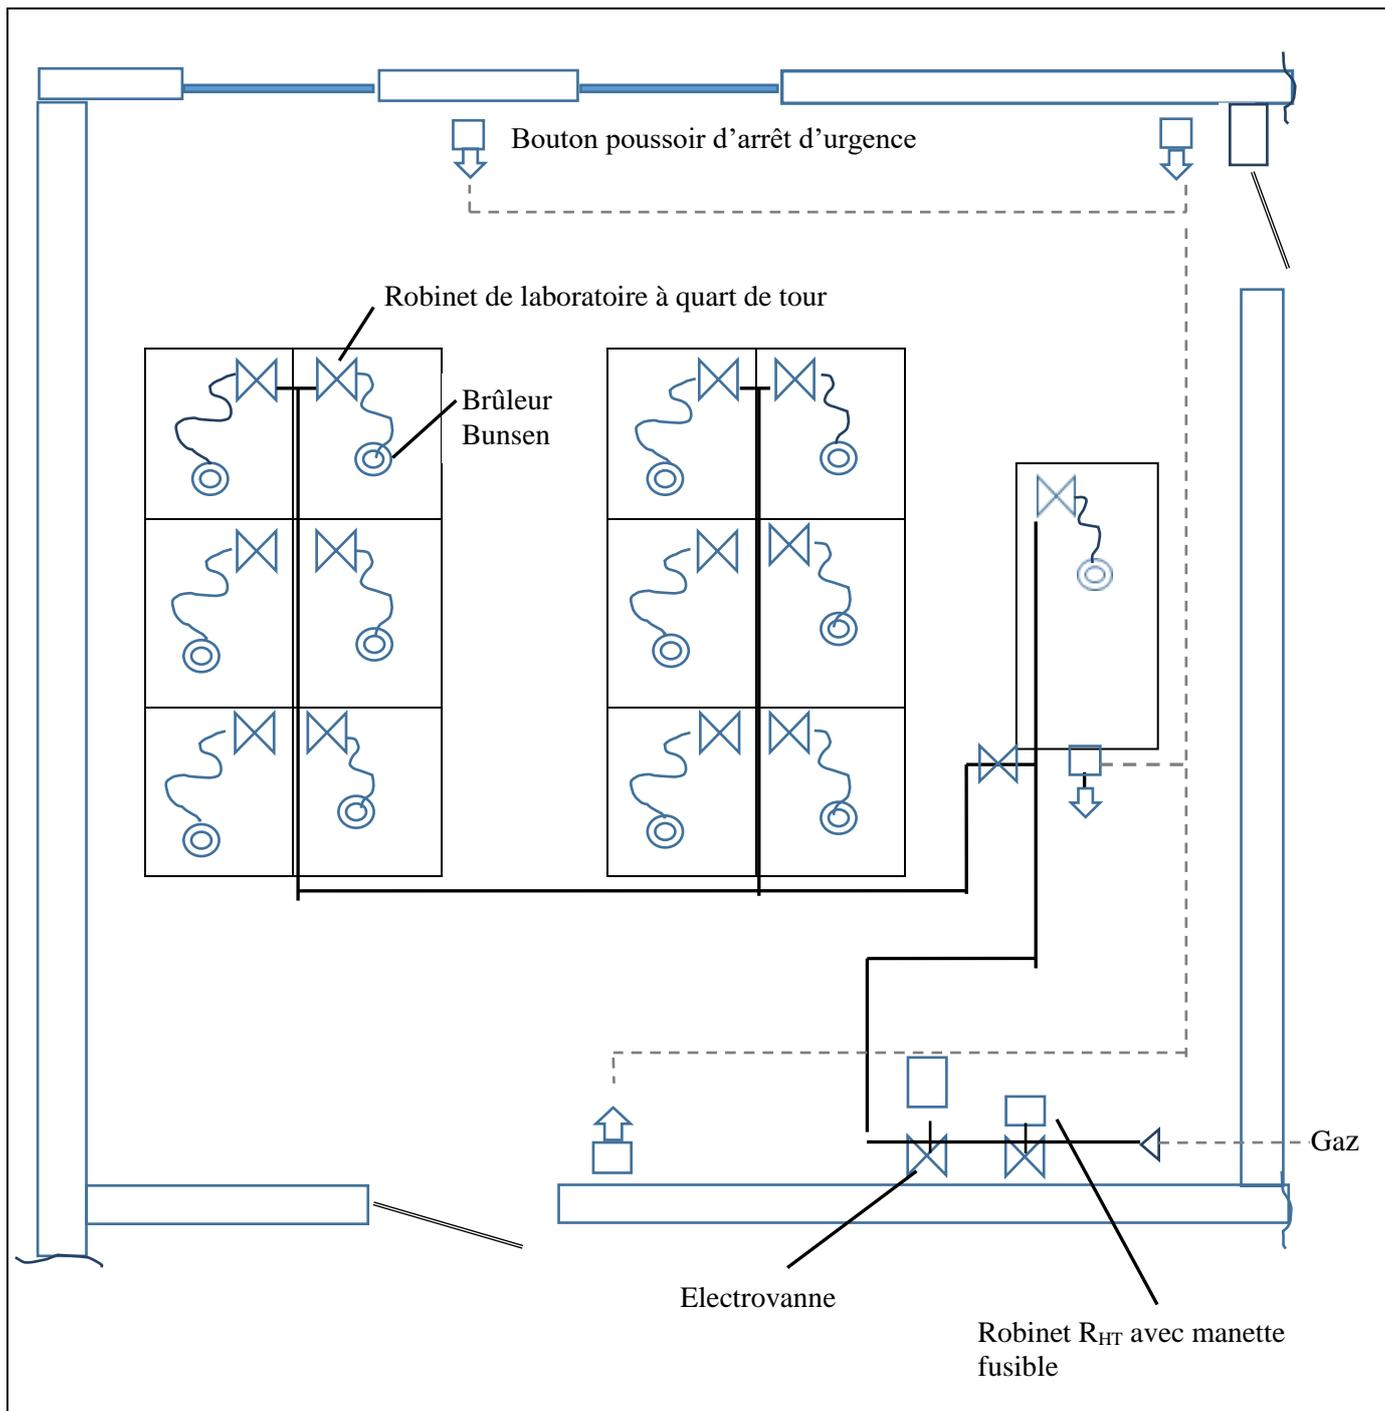 Bouton poussoir d’arrêt d’urgence
Robinet de laboratoire à quart de tour
Brûleur
Bunsen
Gaz
Electrovanne
Robinet RHT avec manette
fusible